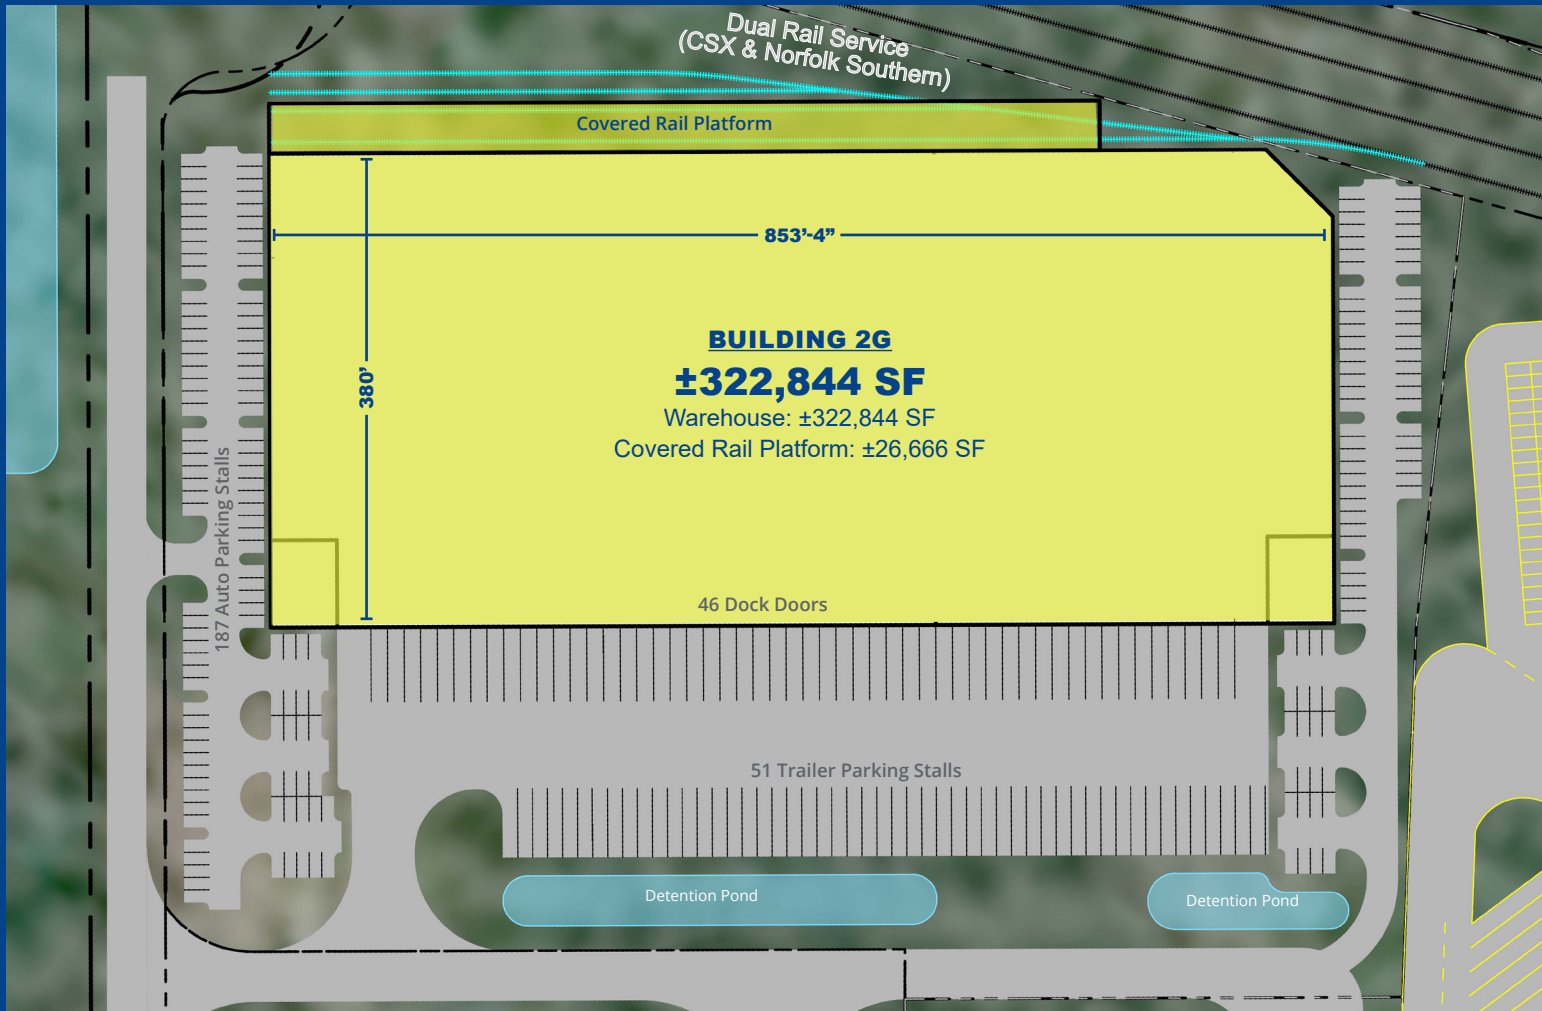 Dual Rail Service
(CSX & Norfolk Southern)
Covered Rail Platform
853’-4”
380’
BUILDING 2G
±322,844 SF
Warehouse: ±322,844 SF
Covered Rail Platform: ±26,666 SF
187 Auto Parking Stalls
46 Dock Doors
51 Trailer Parking Stalls
Detention Pond
Detention Pond